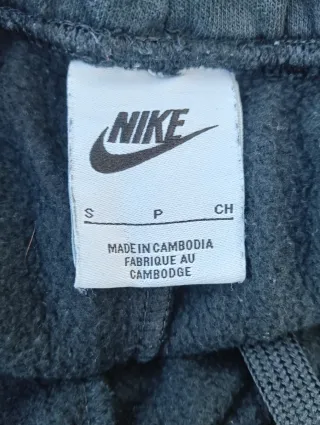 NIKE
S P CH
MADE IN CAMBODIA
FABRIQUE AU
CAMBODGE